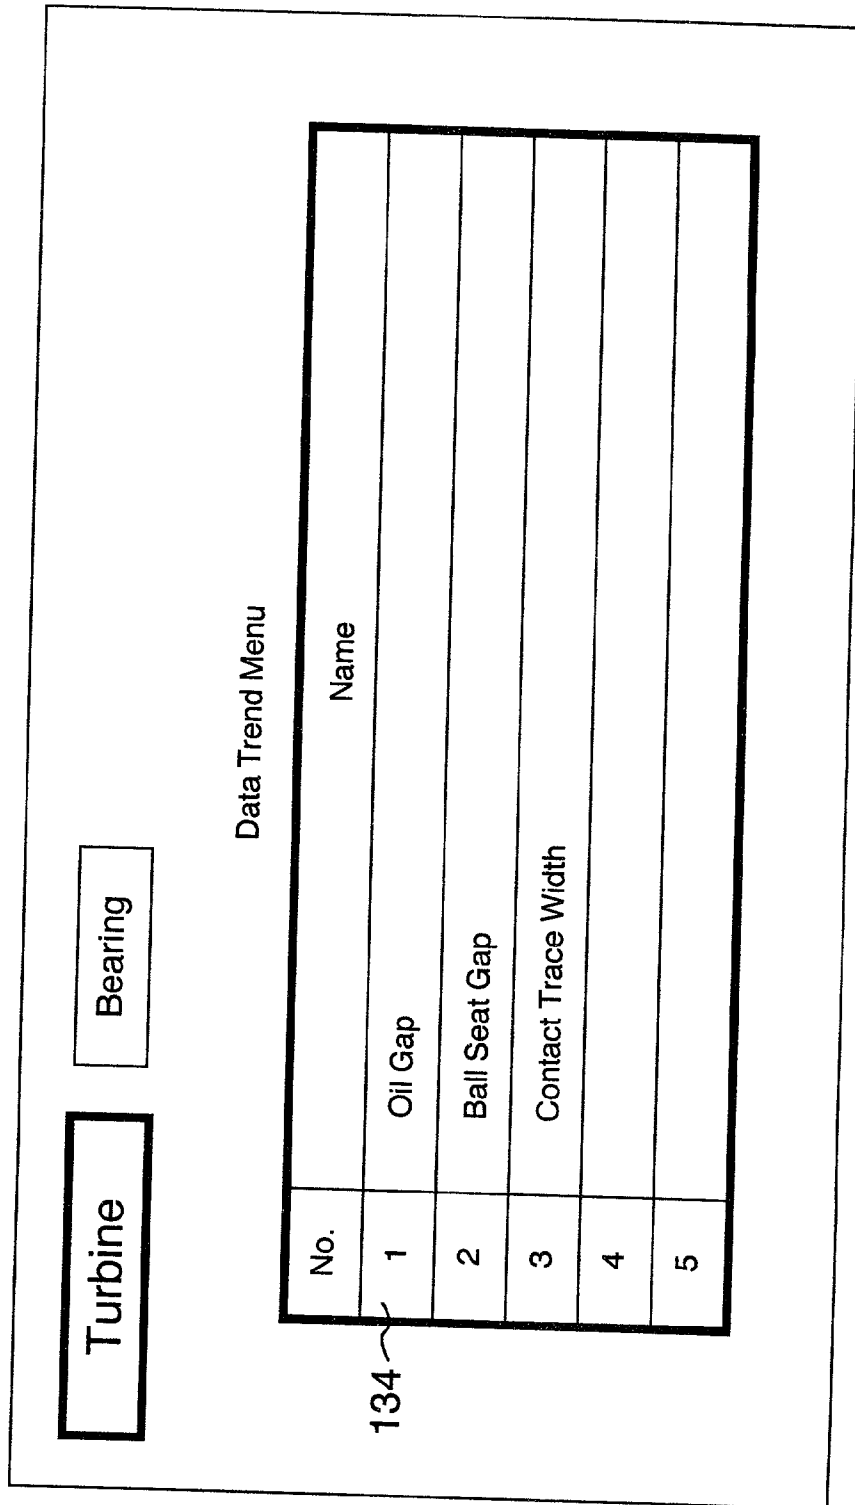 Turbine Bearing
Data Trend Menu
No. Name
134
1 Oil Gap
2 Ball Seat Gap
3 Contact Trace Width
4
5